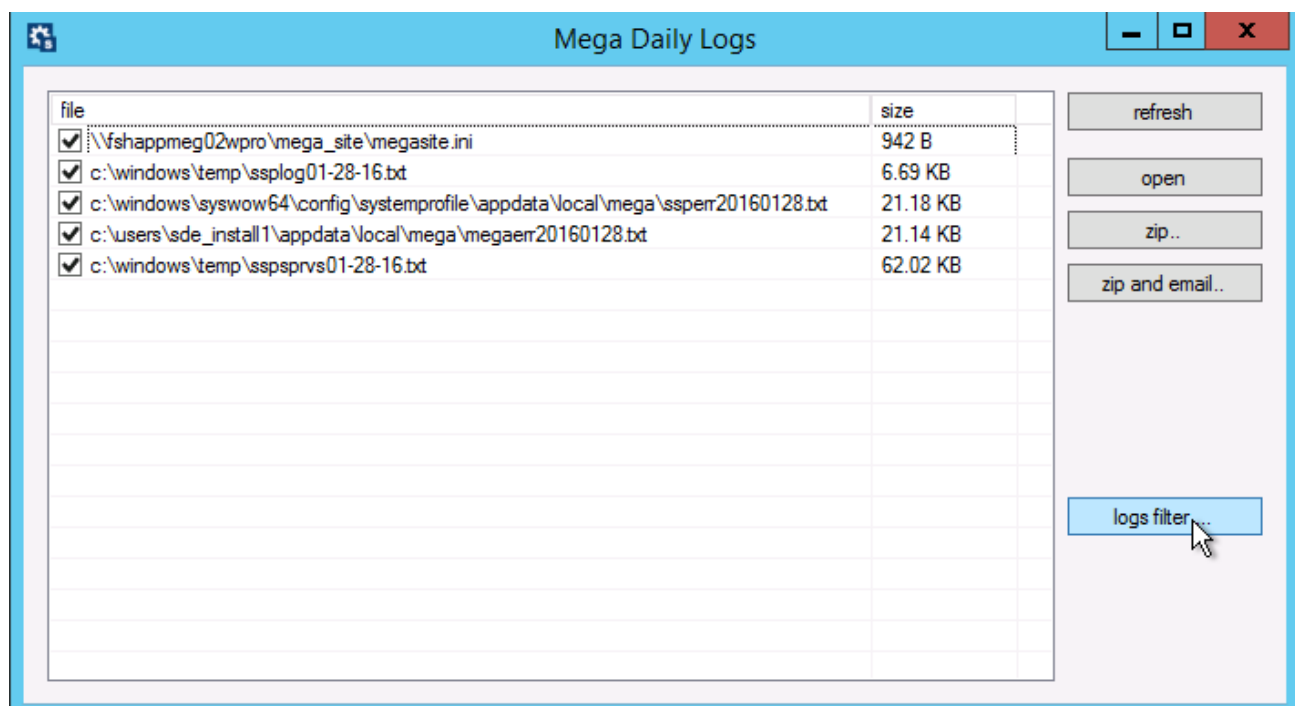 Mega Daily Logs
file size
\\fshappmeg02wpro\mega_site\megasite.ini 942 B
c:\windows\temp\ssplog01-28-16.txt 6.69 KB
c:\windows\syswow64\config\systemprofile\appdata\local\mega\ssperr20160128.txt 21.18 KB
c:\users\sde_install1\appdata\local\mega\megaerr20160128.txt 21.14 KB
c:\windows\temp\sspsprvs01-28-16.txt 62.02 KB
refresh
open
zip..
zip and email..
logs filter ...